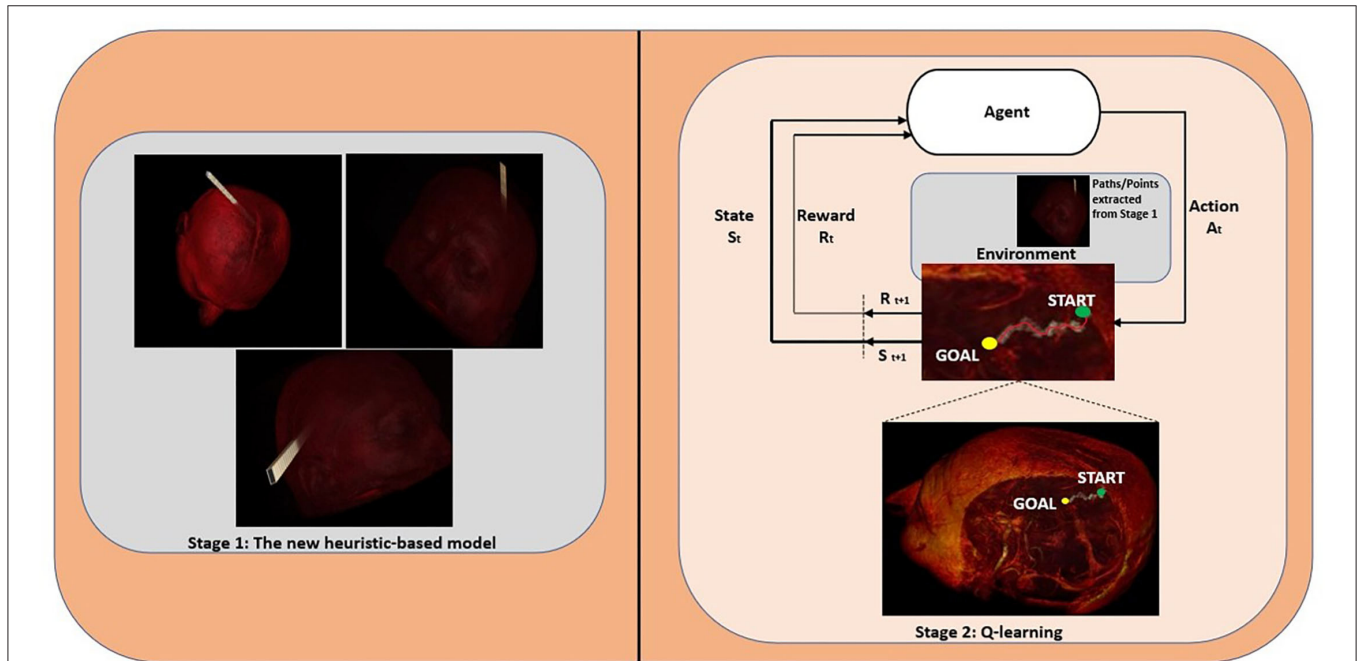 Stage 1: The new heuristic-based model
Agent
State
St
Reward
Rt
Paths/Points
extracted
from Stage 1
Action
At
Environment
R t+1
START
S t+1
GOAL
START
GOAL
Stage 2: Q-learning